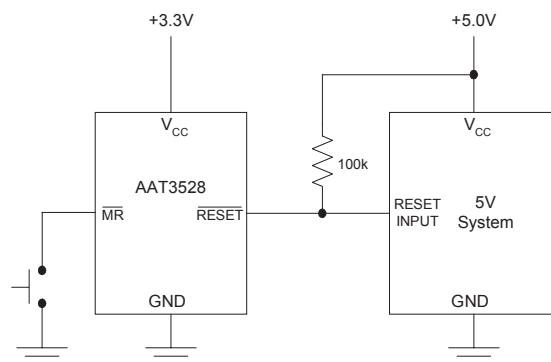 +3.3V
+5.0V
VCC
VCC
100k
AAT3528
MR
RESET
RESET
INPUT
5V
System
GND
GND